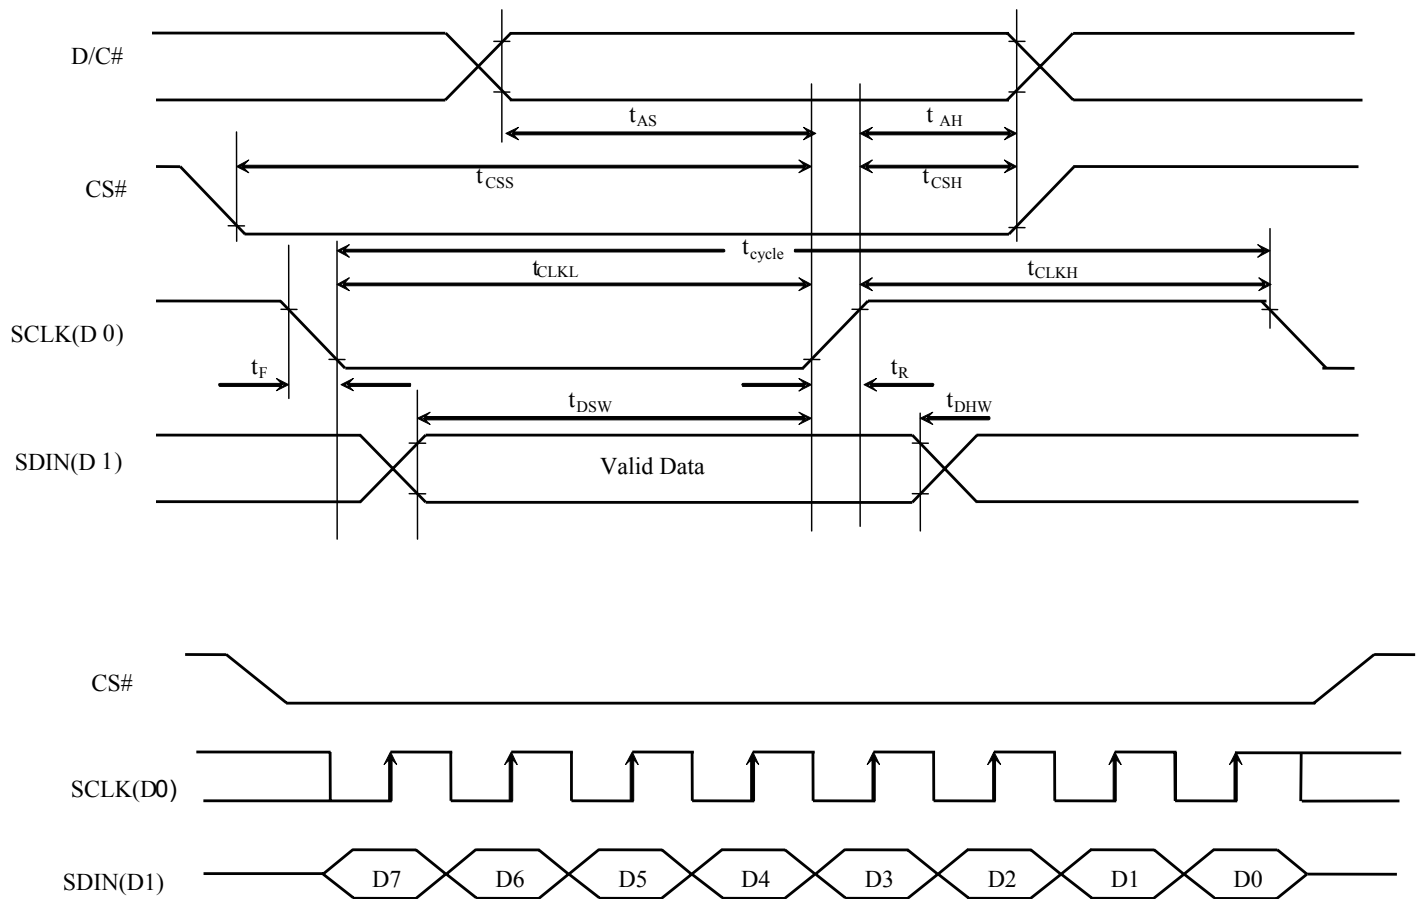 D/C#
tAS
t AH
CS#
tCSS
tCSH
tcycle
tCLKL
tCLKH
SCLK(D 0)
tF
tR
tDSW
tDHW
SDIN(D 1)
Valid Data
CS#
SCLK(D0)
SDIN(D1)
D7 D6 D5 D4 D3 D2 D1 D0